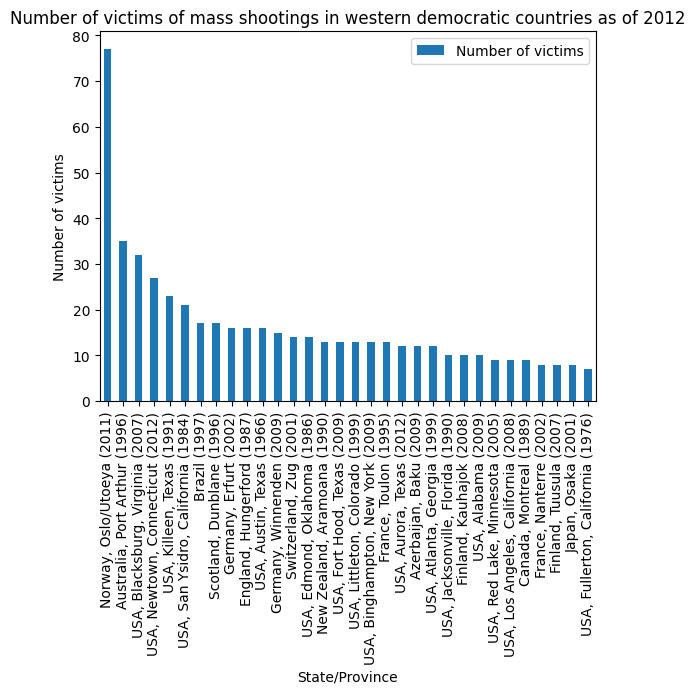 Number of victims of mass shootings in western democratic countries as of 2012
Number of victims
Number of victims
80
70
60
50
40
30
20
10
0
Norway, Oslo/Utoeya (2011)
Australia, Port Arthur (1996)
USA, Blacksburg, Virginia (2007)
USA, Newtown, Connecticut (2012)
USA, Killeen, Texas (1991)
USA, San Ysidro, California (1984)
Brazil (1997)
Scotland, Dunblane (1996)
Germany, Erfurt (2002)
England, Hungerford (1987)
USA, Austin, Texas (1966)
Germany, Winnenden (2009)
Switzerland, Zug (2001)
USA, Edmond, Oklahoma (1986)
New Zealand, Aramoana (1990)
USA, Fort Hood, Texas (2009)
USA, Littleton, Colorado (1999)
USA, Binghampton, New York (2009)
France, Toulon (1995)
USA, Aurora, Texas (2012)
Azerbaijan, Baku (2009)
USA, Atlanta, Georgia (1999)
USA, Jacksonville, Florida (1990)
Finland, Kauhajok (2008)
USA, Alabama (2009)
USA, Red Lake, Minnesota (2005)
USA, Los Angeles, California (2008)
Canada, Montreal (1989)
France, Nanterre (2002)
Finland, Tuusula (2007)
Japan, Osaka (2001)
USA, Fullerton, California (1976)
State/Province